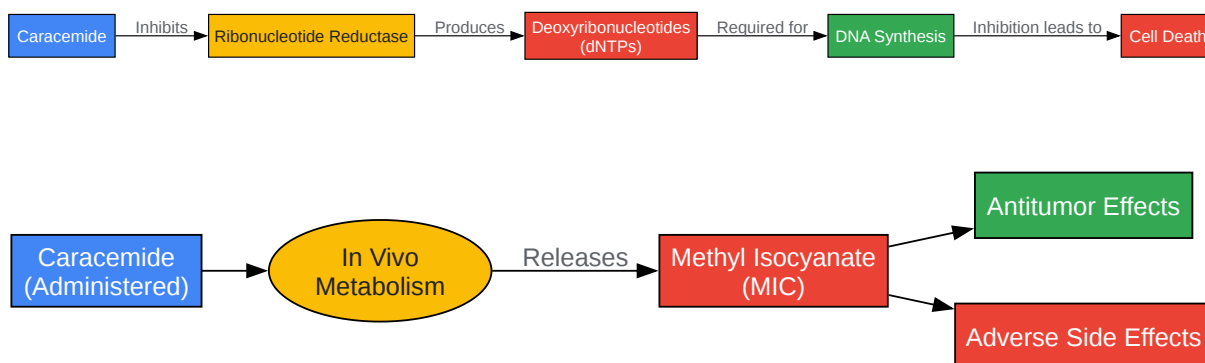 Caracemide
Inhibits
Ribonucleotide Reductase
Produces
Deoxyribonucleotides
(dNTPs)
Required for
DNA Synthesis
Inhibition leads to
Cell Death
Caracemide
(Administered)
In Vivo
Metabolism
Releases
Methyl Isocyanate
(MIC)
Antitumor Effects
Adverse Side Effects